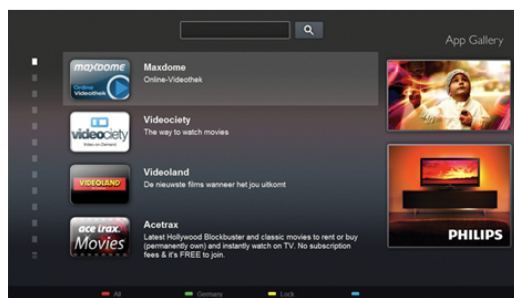 App Gallery
maxdome
Online
Videothek
Maxdome
Online-Videothek
videociety
Video-on-Demand
Videociety
The way to watch movies
VIDEOLAND
Videoland
De nieuwste films wanneer het jou uitkomt
ace trax.
Movies
Acetrax
Latest Hollywood Blockbuster and classic movies to rent or buy
(permanently own) and instantly watch on TV. No subscription
fees & it's FREE to join.
PHILIPS
All
Germany
Lock